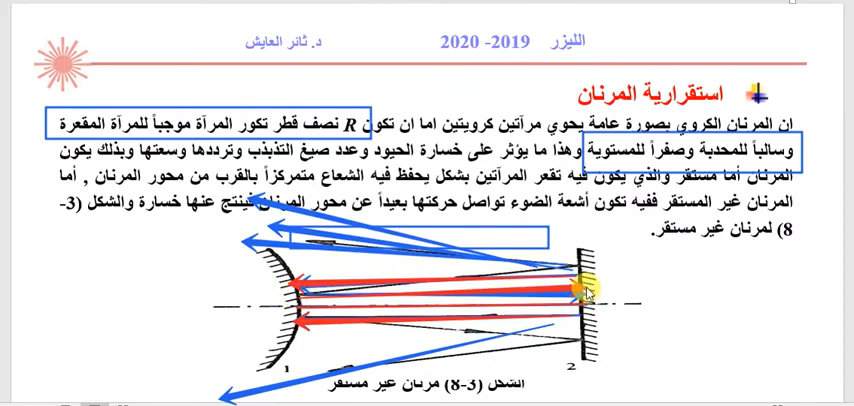 الليزر 2019- 2020 د. ثائر العايش
استقرارية المرنان
ان المرنان الكروي بصورة عامة يحوي مرآتين كرويتين اما ان تكون R نصف قطر تكور المرآة موجباً للمرآة المقعرة
وسالباً للمحدبة وصفراً للمستوية وهذا ما يؤثر على خسارة الحيود وعدد صيغ التذبذب وترددها وسعتها وبذلك يكون
المرنان أما مستقر والذي يكون فيه تقعر المرآتين بشكل يحفظ فيه الشعاع متمركزاً بالقرب من محور المرنان , أما
المرنان غير المستقر ففيه تكون أشعة الضوء تواصل حركتها بعيداً عن محور المرنان فينتج عنها خسارة والشكل (3-
8) لمرنان غير مستقر.
1 2
الشكل (3-8) مرنان غير مستقر